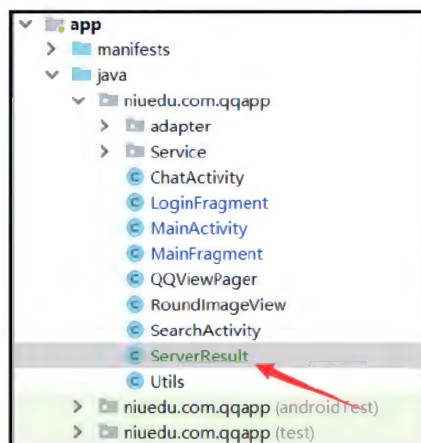 app
manifests
java
niuedu.com.qqapp
adapter
Service
ChatActivity
LoginFragment
MainActivity
MainFragment
QQViewPager
RoundImageView
SearchActivity
ServerResult
Utils
niuedu.com.qqapp (androidTest)
niuedu.com.qqapp (test)